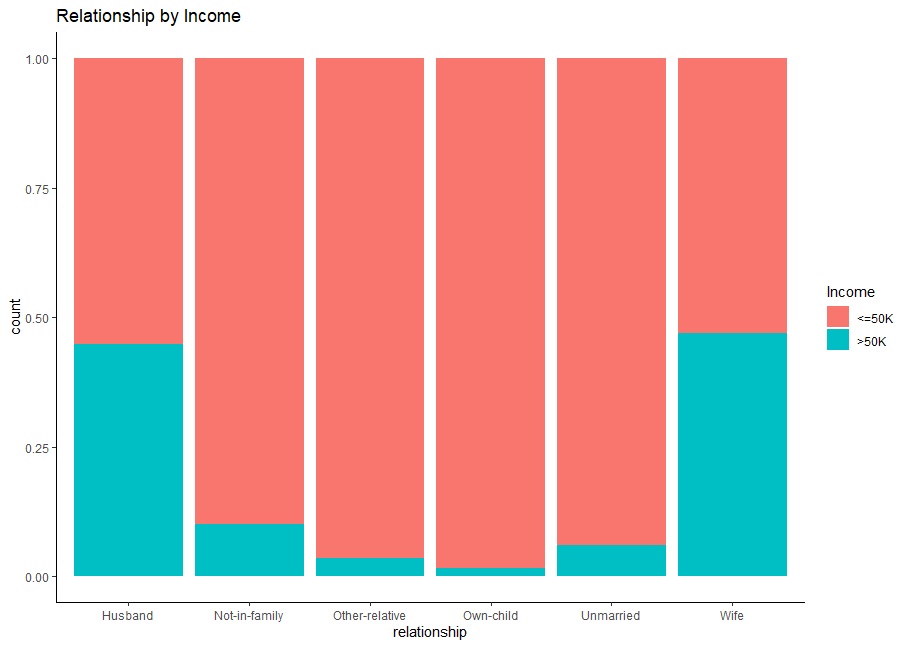 Relationship by Income
1.00
0.75
0.50
0.25
0.00
count
Husband
Not-in-family
Other-relative
Own-child
Unmarried
Wife
relationship
Income
<=50K
>50K